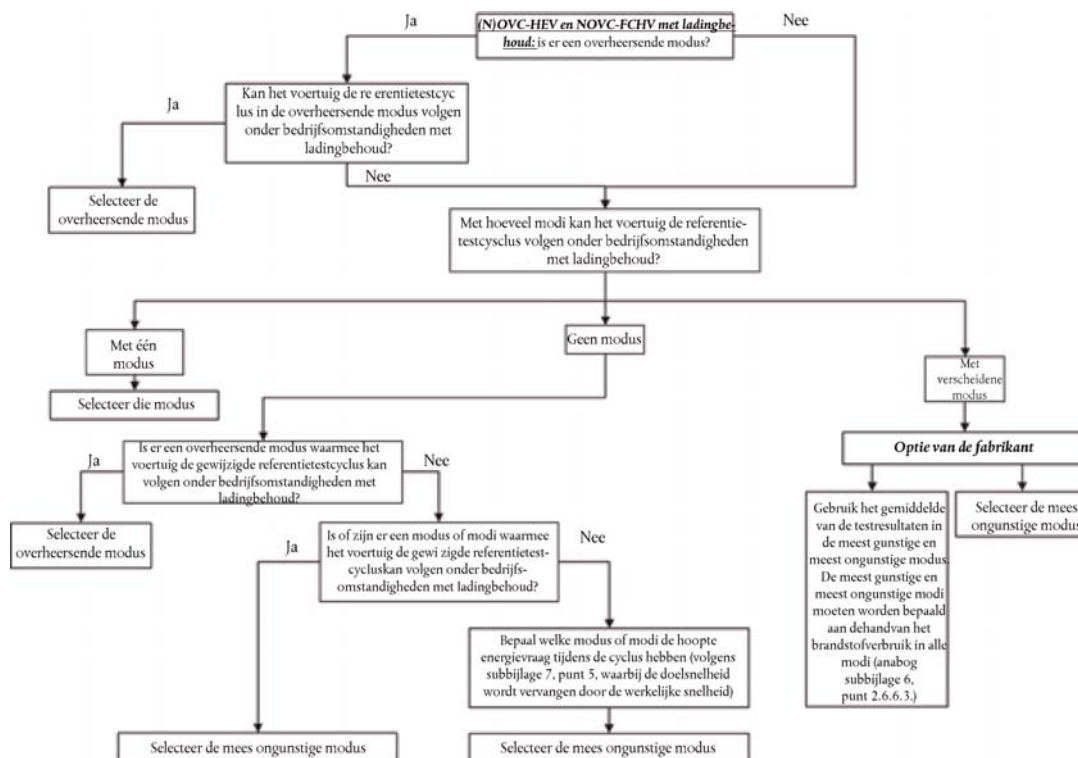 Ja
(N)OVC-HEV en NOVC-FCHV met ladingbe-
houd: is er een overheersende modus?
Nee
Kan het voertuig de re erentietestcyc
lus in de overheersende modus volgen
onder bedrijfsomstandigheden met
ladingbehoud?
Ja
Nee
Selecteer de
overheersende modus
Met hoeveel modi kan het voertuig de referentie-
testcysclus volgen onder bedrijfsomstandigheden
met ladingbehoud?
Met één
modus
Geen modus
Met
verscheidene
modus
Selecteer die modus
Optie van de fabrikant
Is er een overheersende modus waarmee het
voertuig de gewijzigde referentietestcyclus kan
volgen onder bedrijfsomstandigheden met
ladingbehoud?
Ja
Nee
Selecteer de
overheersende modus
Gebruik het gemiddelde
van de testresultaten in
de meest gunstige en
meest ongunstige modus.
De meest gunstige en
meest ongunstige modi
moeten worden bepaald
aan dehandvan het
brandstofverbruik in alle
modi (anabog
subbijlage 6,
punt 2.6.6.3.)
Selecteer de mees
ongunstige modus
Is of zijn er een modus of modi waarmee
het voertuig de gewi zigde referentietest-
cycluskan volgen onder bedrijfs-
omstandigheden met ladingbehoud?
Ja
Nee
Bepaal welke modus of modi de hoopte
energievraag tijdens de cyclus hebben (volgens
subbijlage 7, punt 5, waarbij de doelsnelheid
wordt vervangen door de werkelijke snelheid)
Selecteer de mees ongunstige modus
Selecteer de mees ongunstige modus